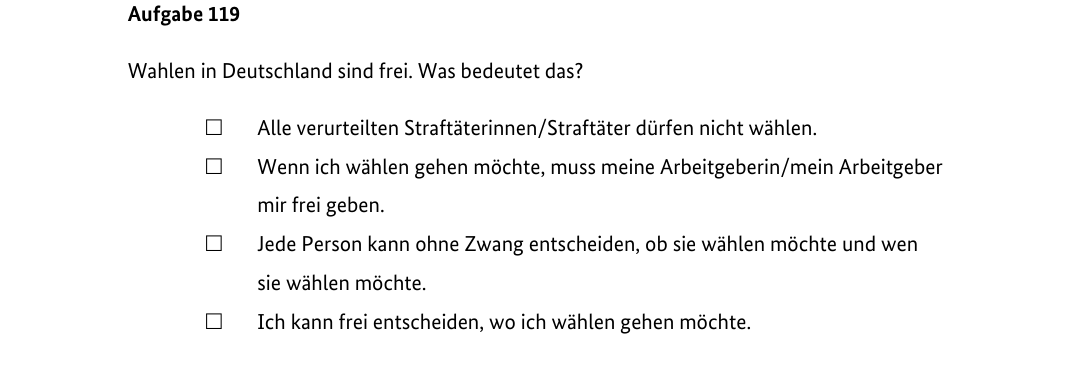 Aufgabe 119
Wahlen in Deutschland sind frei. Was bedeutet das?
☐ Alle verurteilten Straftäterinnen/Straftäter dürfen nicht wählen.
☐ Wenn ich wählen gehen möchte, muss meine Arbeitgeberin/mein Arbeitgeber
mir frei geben.
☐ Jede Person kann ohne Zwang entscheiden, ob sie wählen möchte und wen
sie wählen möchte.
☐ Ich kann frei entscheiden, wo ich wählen gehen möchte.